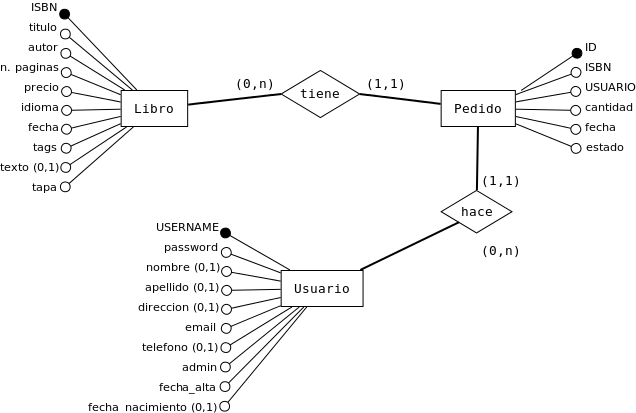 ISBN
titulo
autor
n. paginas
precio
idioma
fecha
tags
texto (0,1)
tapa
Libro
(0,n)
tiene
(1,1)
Pedido
ID
ISBN
USUARIO
cantidad
fecha
estado
(1,1)
hace
(0,n)
USERNAME
password
nombre (0,1)
apellido (0,1)
direccion (0,1)
email
telefono (0,1)
admin
fecha_alta
fecha nacimiento (0,1)
Usuario